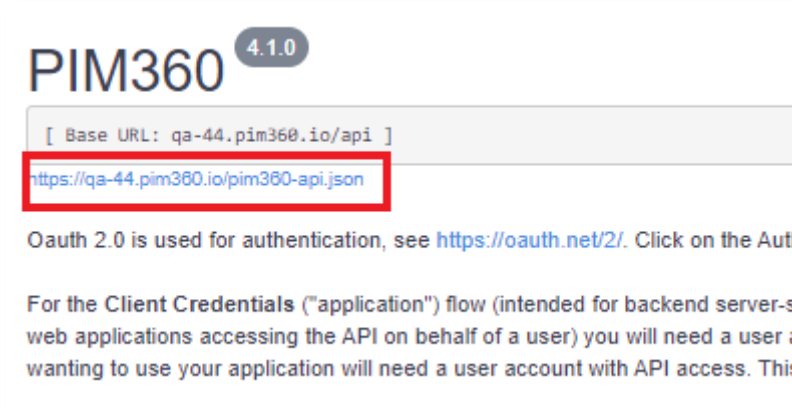 PIM360 4.1.0
[ Base URL: qa-44.pim360.io/api ]
https://qa-44.pim360.io/pim360-api.json
Oauth 2.0 is used for authentication, see https://oauth.net/2/. Click on the Aut
For the Client Credentials ("application") flow (intended for backend server-s
web applications accessing the API on behalf of a user) you will need a user a
wanting to use your application will need a user account with API access. This